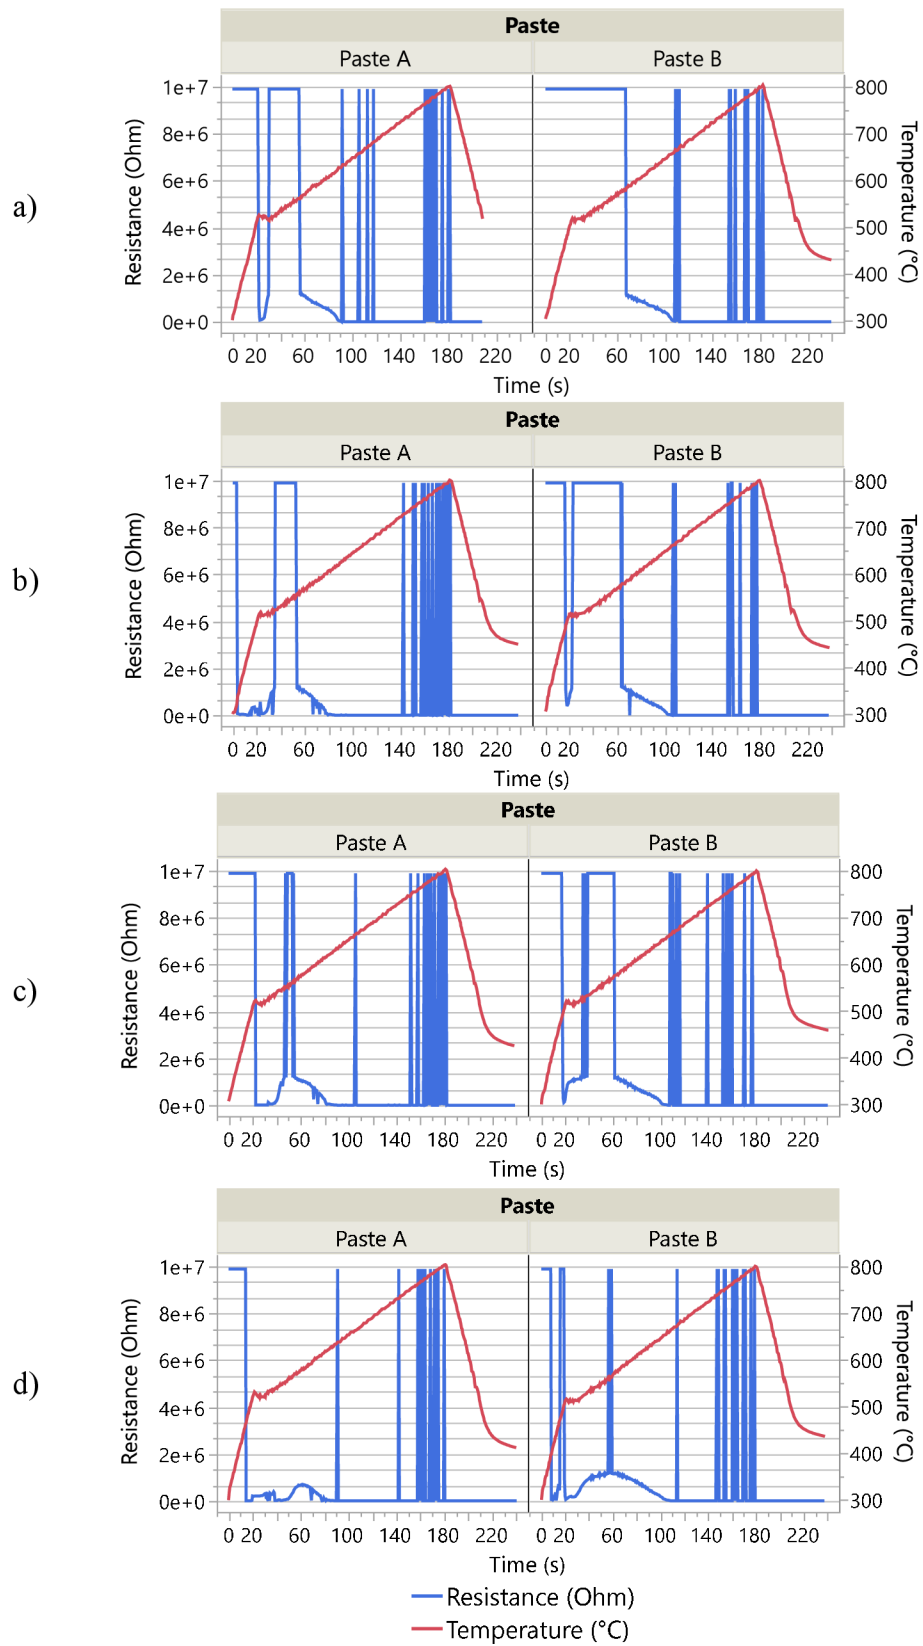 a)
Paste
Paste A Paste B
Resistance (Ohm)
1e+7
8e+6
6e+6
4e+6
2e+6
0e+0
800
700
600
500
400
300
Temperature (°C)
0 20 60 100 140 180 220 0 20 60 100 140 180 220
Time (s)
b)
Paste
Paste A Paste B
Resistance (Ohm)
1e+7
8e+6
6e+6
4e+6
2e+6
0e+0
800
700
600
500
400
300
Temperature (°C)
0 20 60 100 140 180 220 0 20 60 100 140 180 220
Time (s)
c)
Paste
Paste A Paste B
Resistance (Ohm)
1e+7
8e+6
6e+6
4e+6
2e+6
0e+0
800
700
600
500
400
300
Temperature (°C)
0 20 60 100 140 180 220 0 20 60 100 140 180 220
Time (s)
d)
Paste
Paste A Paste B
Resistance (Ohm)
1e+7
8e+6
6e+6
4e+6
2e+6
0e+0
800
700
600
500
400
300
Temperature (°C)
0 20 60 100 140 180 220 0 20 60 100 140 180 220
Time (s)
Resistance (Ohm)
Temperature (°C)